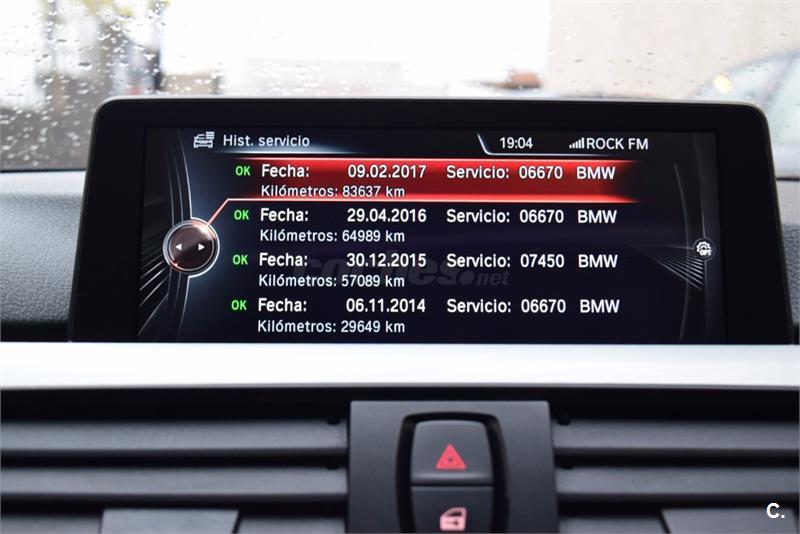 Hist. servicio 19:04 ROCK FM
OK Fecha: 09.02.2017 Servicio: 06670 BMW
Kilómetros: 83637 km
OK Fecha: 29.04.2016 Servicio: 06670 BMW
Kilómetros: 64989 km
OK Fecha: 30.12.2015 Servicio: 07450 BMW
Kilómetros: 57089 km
coches.net
OK Fecha: 06.11.2014 Servicio: 06670 BMW
Kilómetros: 29649 km
OPT
C.